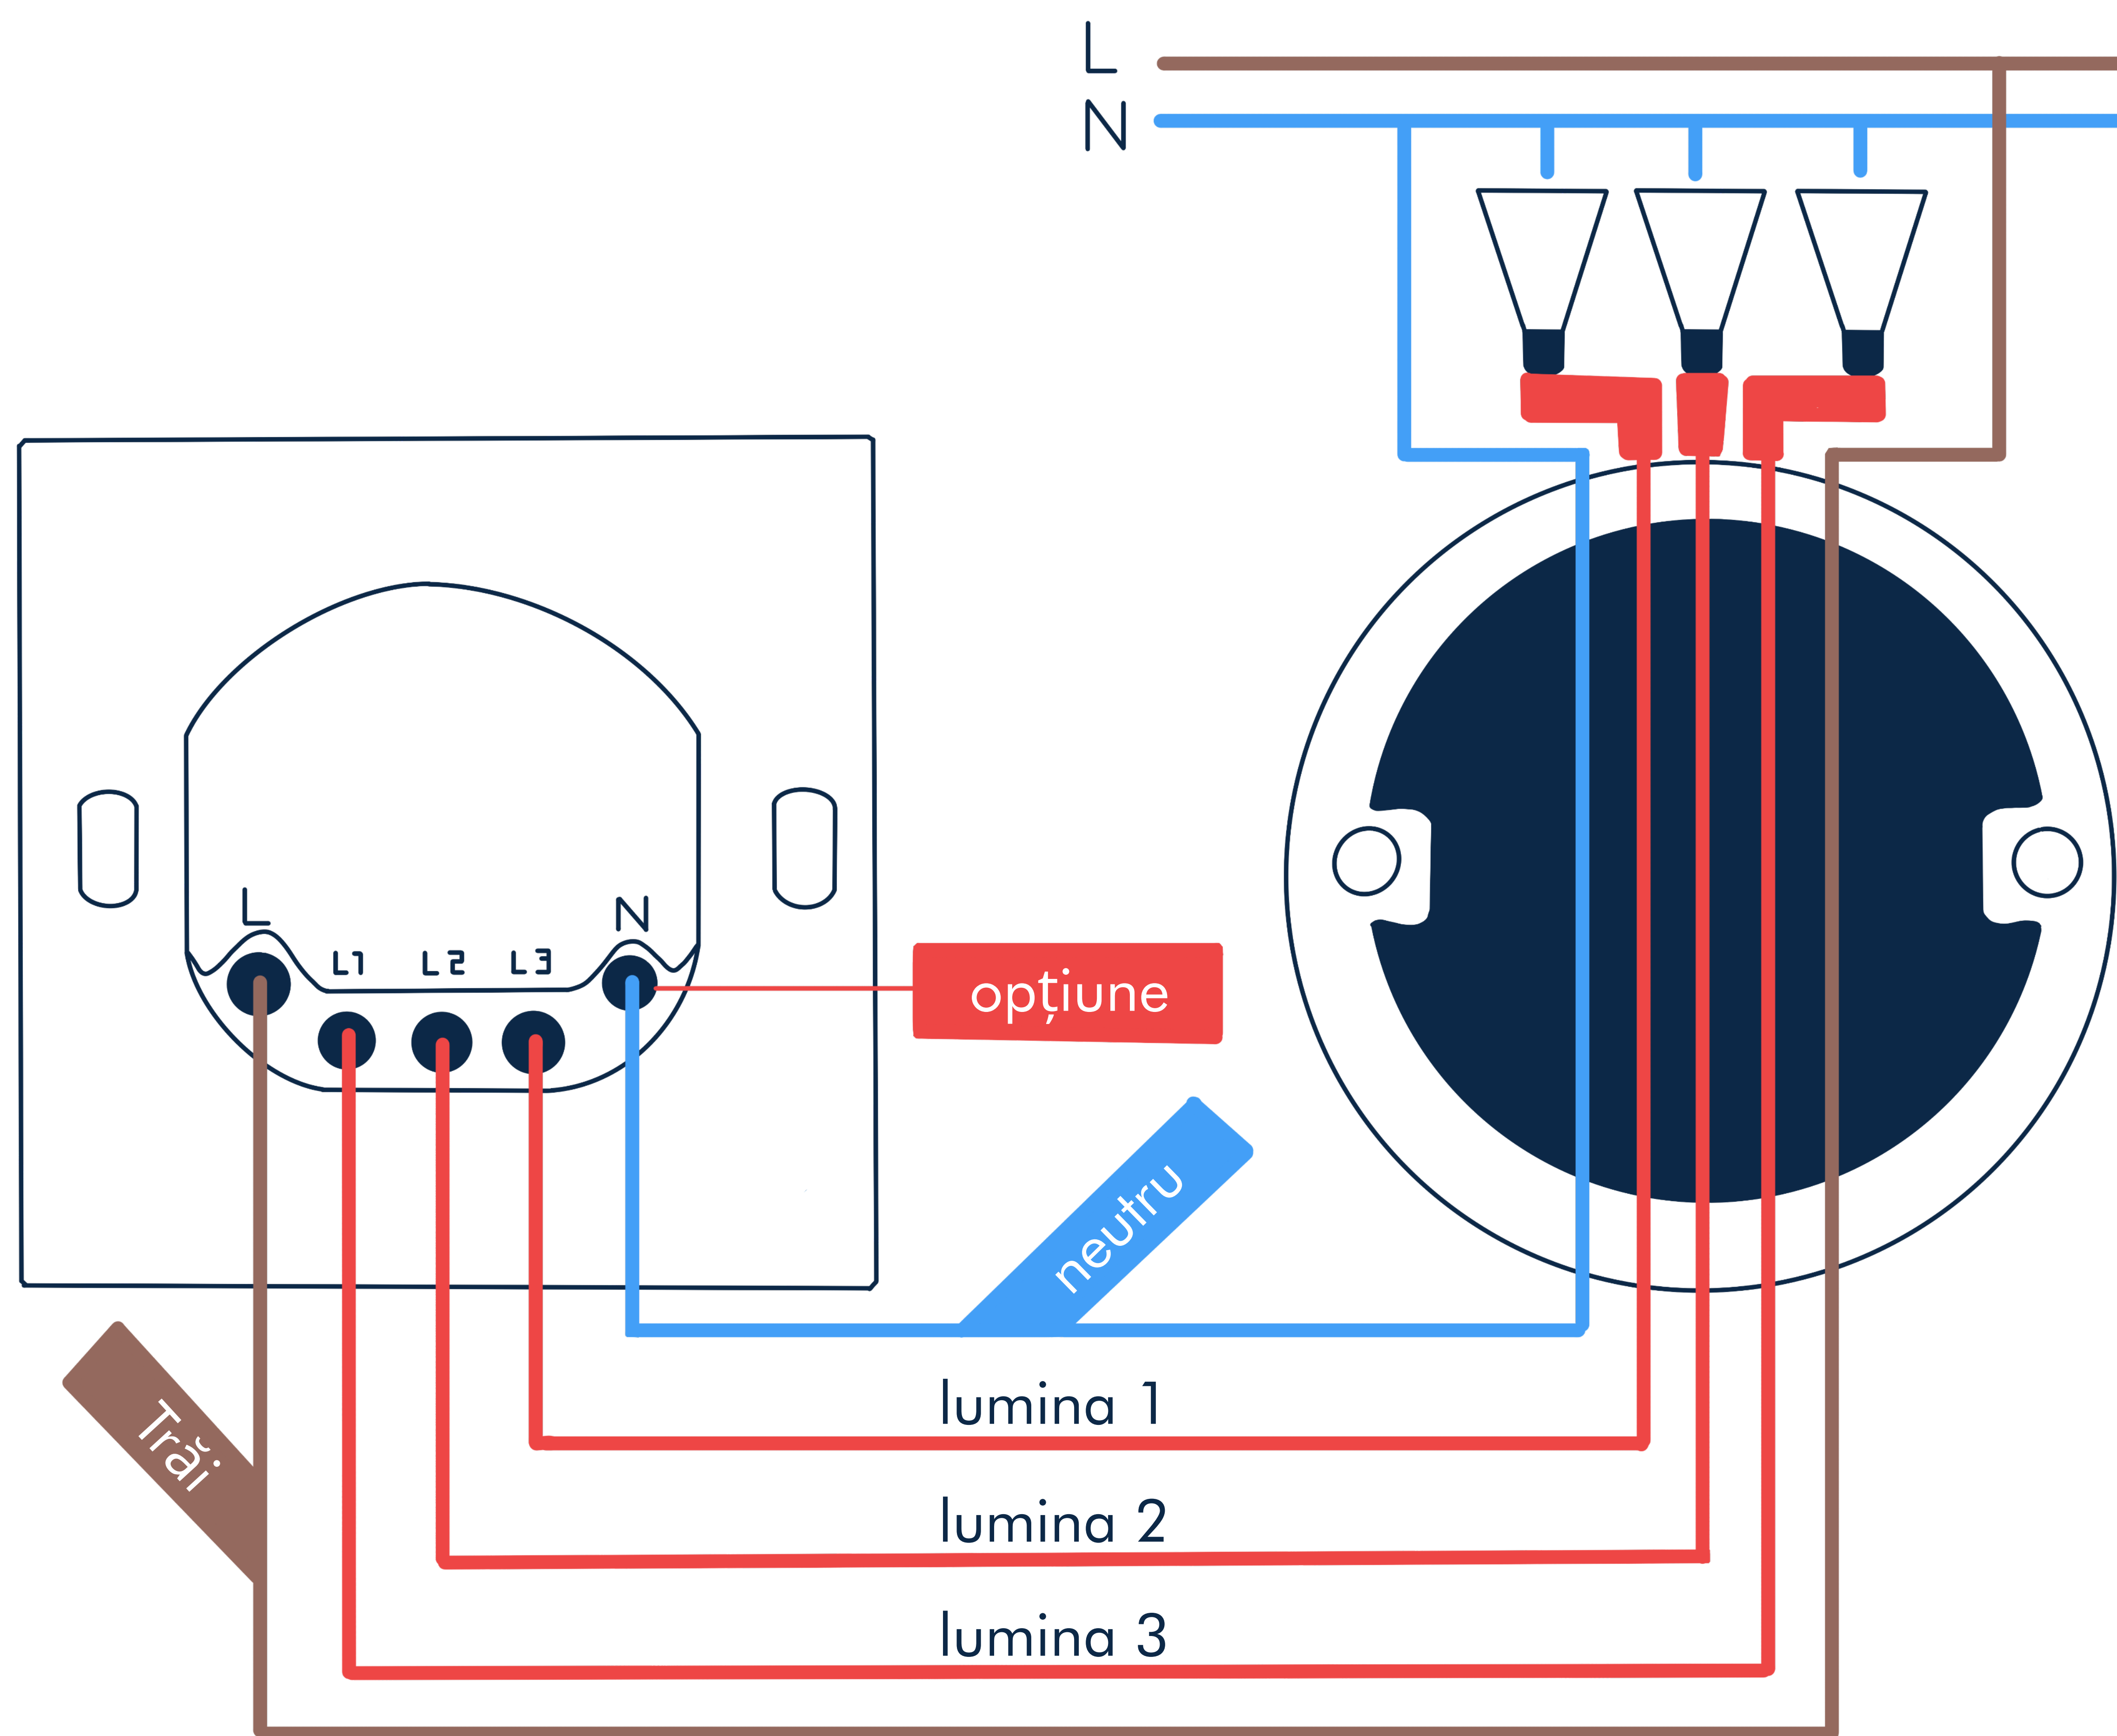 L
N
L
N
L1 L2 L3
opțiune
neutru
lumina 1
Trăi
lumina 2
lumina 3